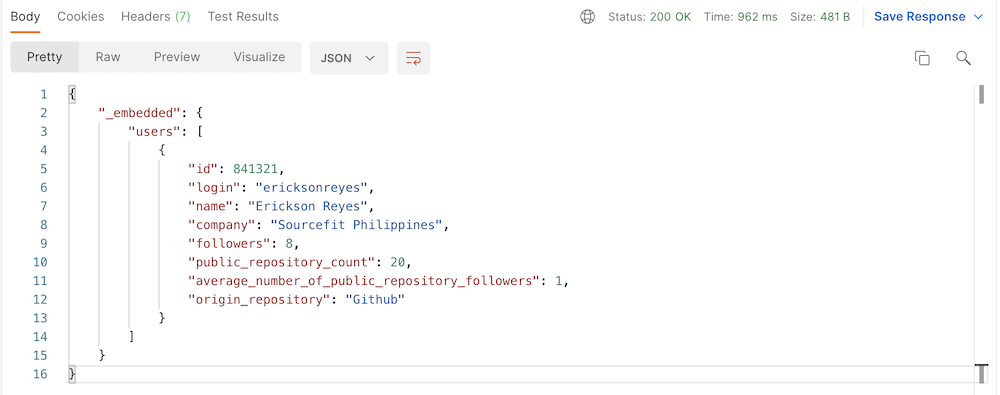 Body Cookies Headers (7) Test Results Status: 200 OK Time: 962 ms Size: 481 B Save Response
Pretty Raw Preview Visualize JSON
1 {
2 "_embedded": {
3 "users": [
4 {
5 "id": 841321,
6 "login": "ericksonreyes",
7 "name": "Erickson Reyes",
8 "company": "Sourcefit Philippines",
9 "followers": 8,
10 "public_repository_count": 20,
11 "average_number_of_public_repository_followers": 1,
12 "origin_repository": "Github"
13 }
14 ]
15 }
16 }